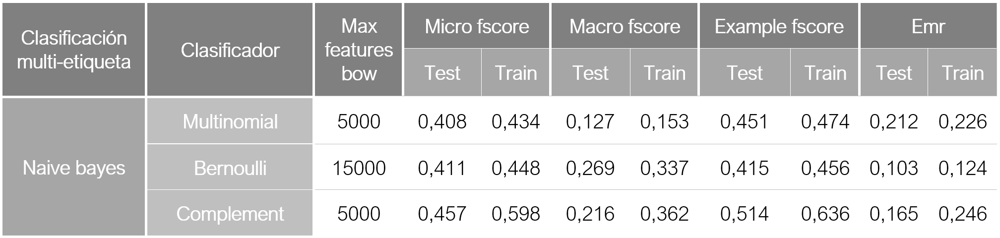 Clasificación
multi-etiqueta
Clasificador
Max
features
bow
Micro fscore
Macro fscore
Example fscore
Emr
Test
Train
Test
Train
Test
Train
Test
Train
Naive bayes
Multinomial
5000
0,408
0,434
0,127
0,153
0,451
0,474
0,212
0,226
Bernoulli
15000
0,411
0,448
0,269
0,337
0,415
0,456
0,103
0,124
Complement
5000
0,457
0,598
0,216
0,362
0,514
0,636
0,165
0,246